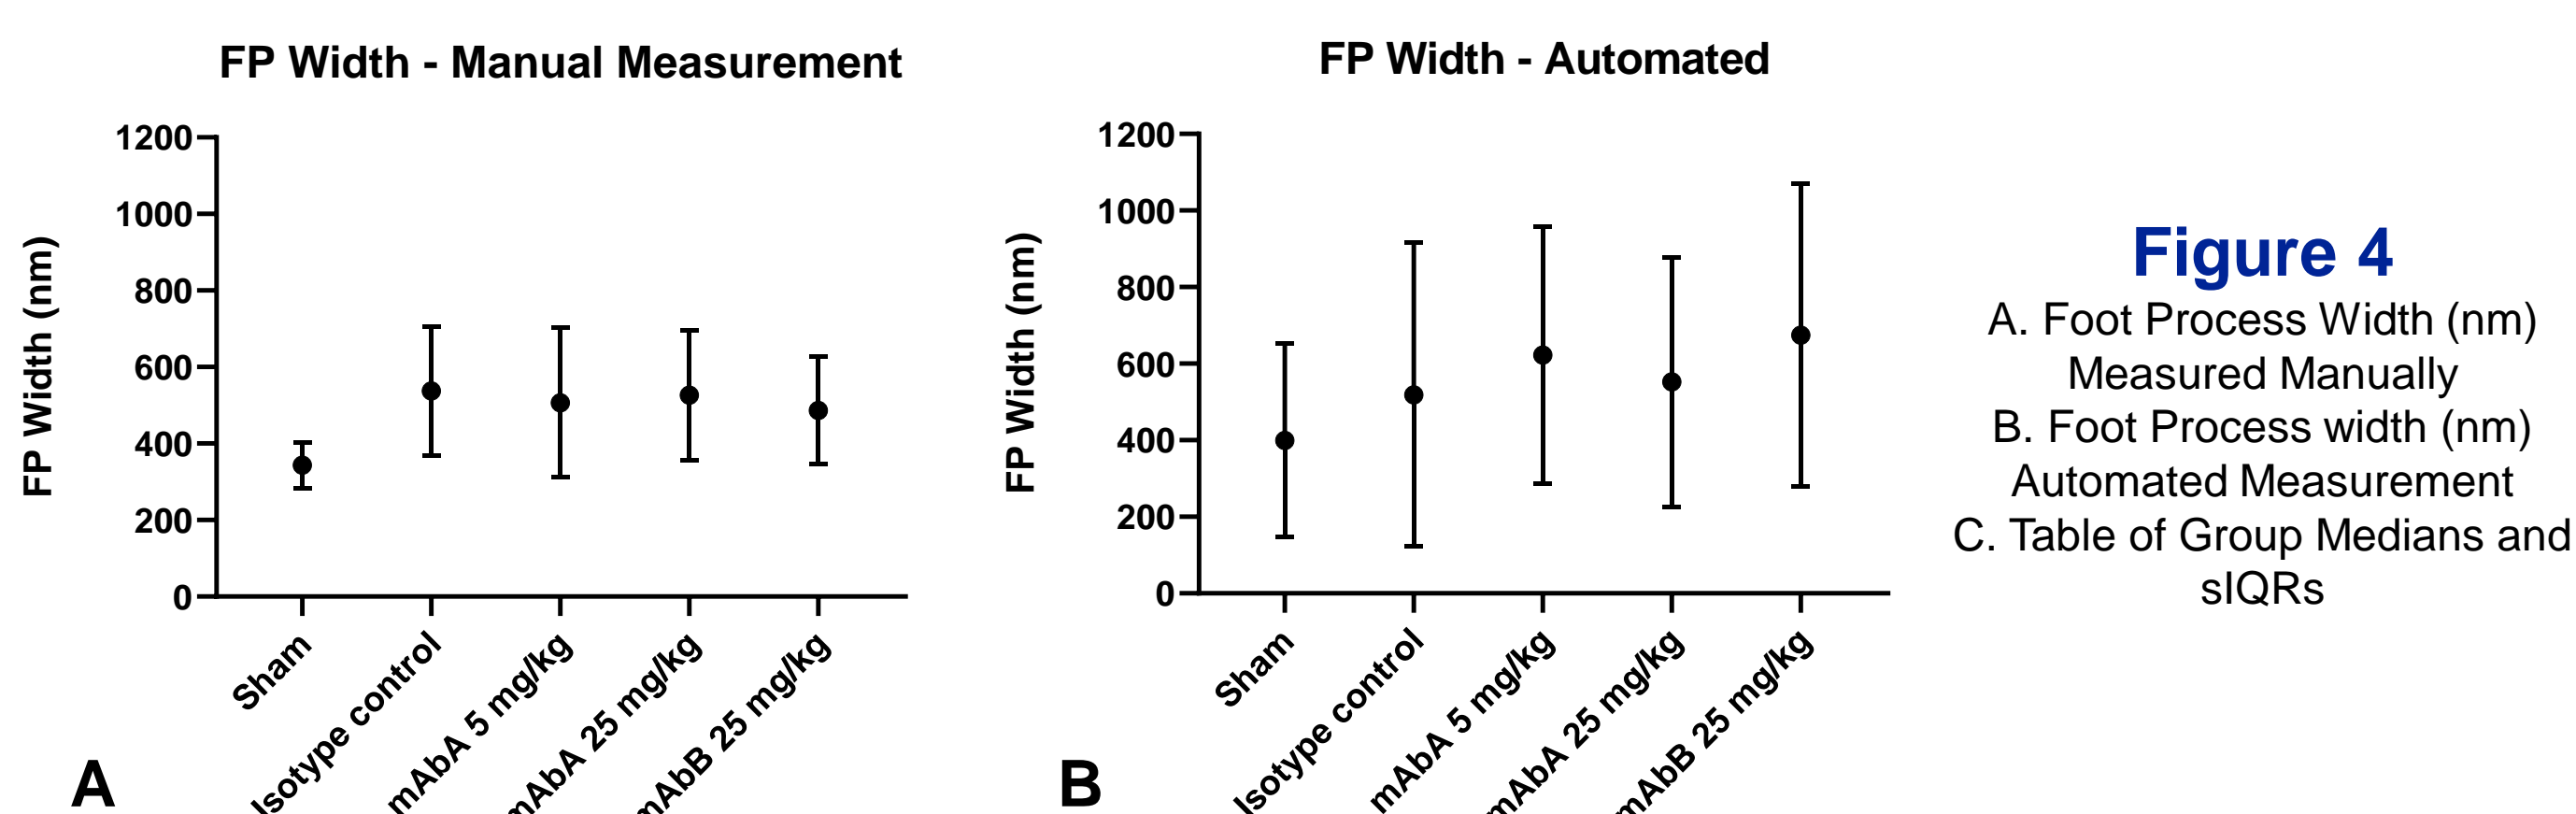 FP Width - Manual Measurement
FP Width (nm)
1200
1000
800
600
400
200
0
Sham
Isotype control
mAbA 5 mg/kg
mAbA 25 mg/kg
mAbB 25 mg/kg
A
FP Width - Automated
FP Width (nm)
1200
1000
800
600
400
200
0
Sham
Isotype control
mAbA 5 mg/kg
mAbA 25 mg/kg
mAbB 25 mg/kg
B
Figure 4
A. Foot Process Width (nm)
Measured Manually
B. Foot Process width (nm)
Automated Measurement
C. Table of Group Medians and
sIQRs